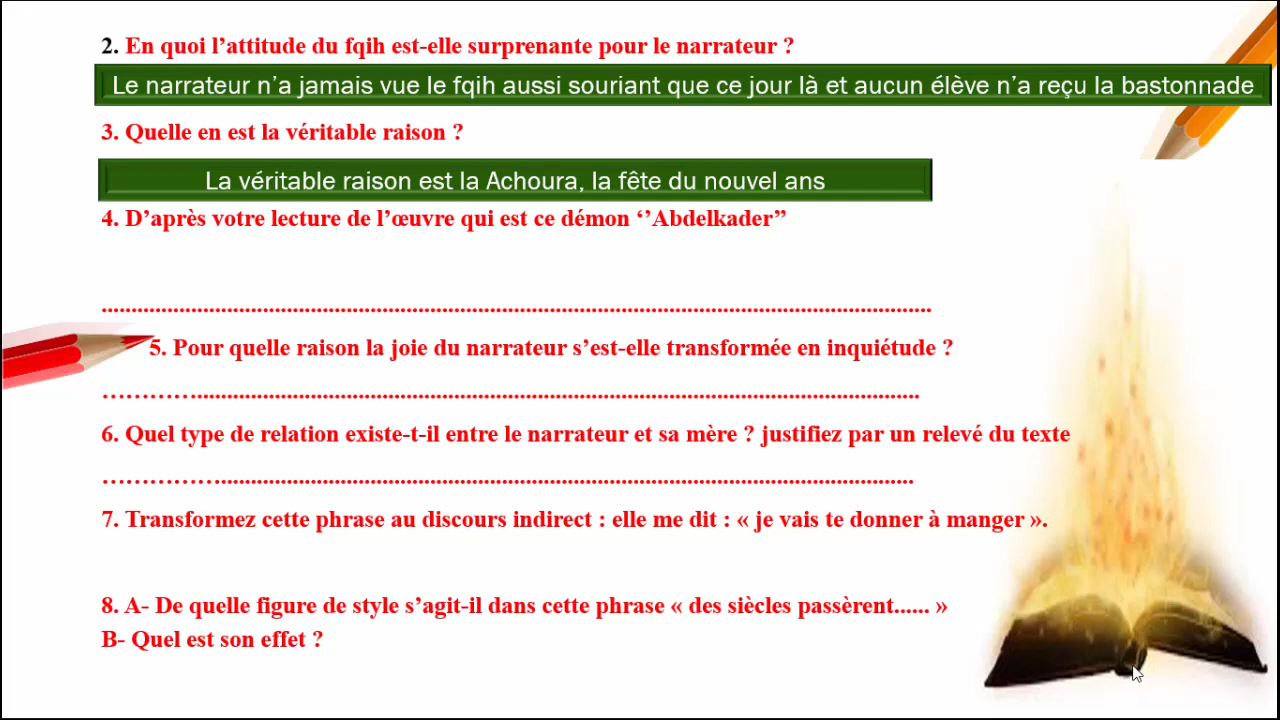 2. En quoi l’attitude du fqih est-elle surprenante pour le narrateur ?
Le narrateur n’a jamais vue le fqih aussi souriant que ce jour là et aucun élève n’a reçu la bastonnade
3. Quelle en est la véritable raison ?
La véritable raison est la Achoura, la fête du nouvel ans
4. D’après votre lecture de l’œuvre qui est ce démon ‘’Abdelkader’’
................................................................................
5. Pour quelle raison la joie du narrateur s’est-elle transformée en inquiétude ?
…………................................................................................
6. Quel type de relation existe-t-il entre le narrateur et sa mère ? justifiez par un relevé du texte
……………................................................................................
7. Transformez cette phrase au discours indirect : elle me dit : « je vais te donner à manger ».
8. A- De quelle figure de style s’agit-il dans cette phrase « des siècles passèrent...... »
B- Quel est son effet ?